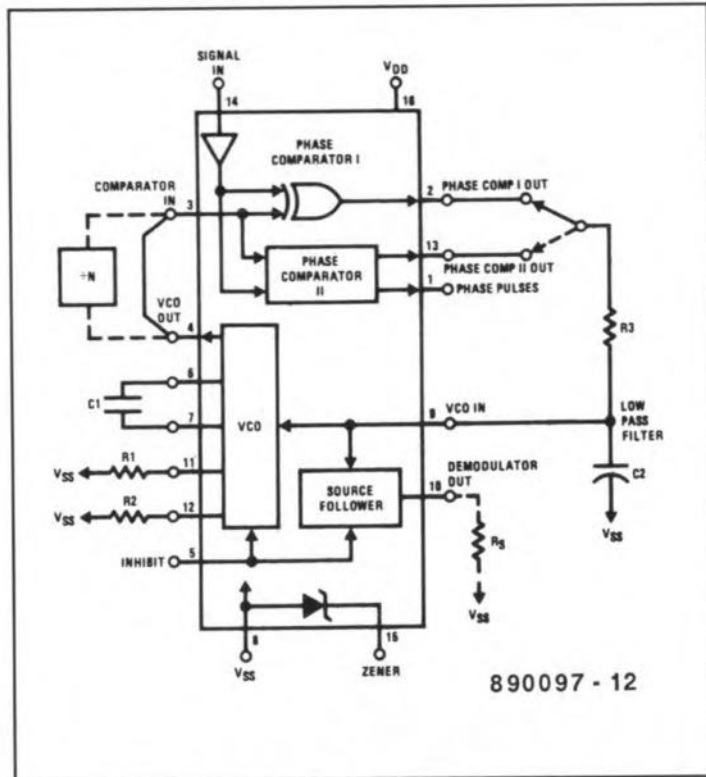 SIGNAL
IN
14
VDD
16
PHASE
COMPARATOR I
COMPARATOR
IN
3
2
PHASE COMP I OUT
÷N
PHASE
COMPARATOR
II
13
PHASE COMP II OUT
1
PHASE PULSES
VCO
OUT
4
R3
6
C1
7
VCO
9
VCO IN
LOW
PASS
FILTER
R1
11
VSS
DEMODULATOR
OUT
C2
R2
12
VSS
SOURCE
FOLLOWER
10
RS
VSS
INHIBIT
5
VSS
8
15
VSS
ZENER
890097 - 12